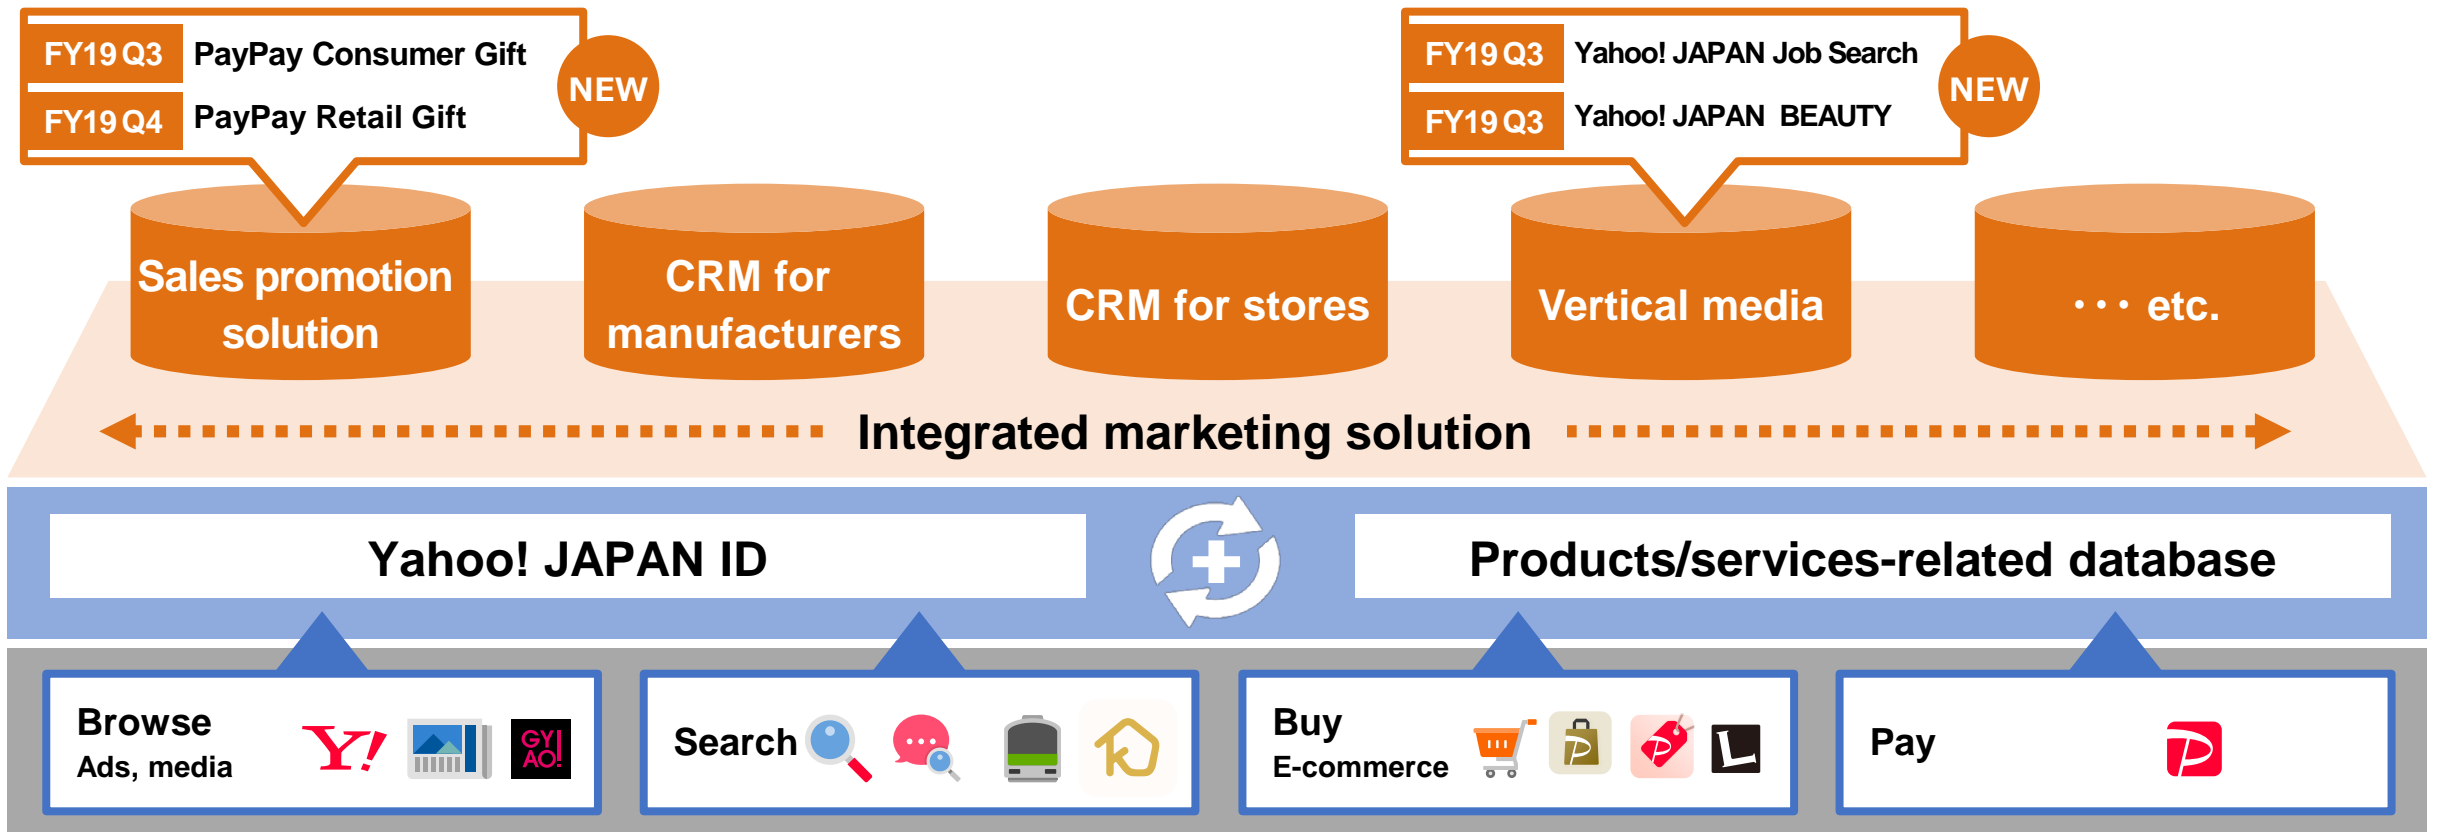 FY19 Q3 PayPay Consumer Gift
FY19 Q4 PayPay Retail Gift
NEW
FY19 Q3 Yahoo! JAPAN Job Search
FY19 Q3 Yahoo! JAPAN BEAUTY
NEW
Sales promotion
solution
CRM for
manufacturers
CRM for stores
Vertical media
・・・ etc.
Integrated marketing solution
Yahoo! JAPAN ID
Products/services-related database
Browse
Ads, media
Y!
GY
AO!
Search
Buy
E-commerce
L
Pay